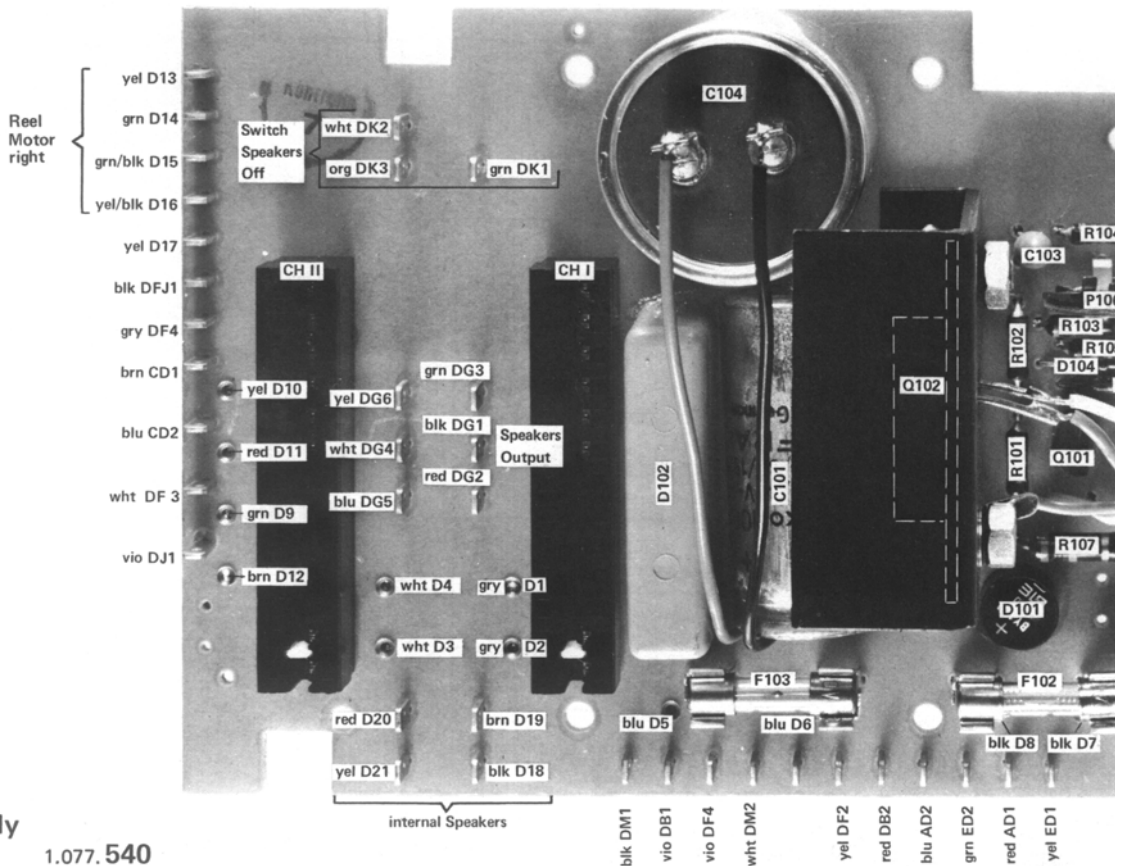 Reel
Motor
right
yel D13
grn D14
grn/blk D15
yel/blk D16
yel D17
blk DFJ1
gry DF4
brn CD1
blu CD2
wht DF 3
vio DJ1
Switch
Speakers
Off
wht DK2
org DK3
grn DK1
CH II
CH I
yel D10
red D11
grn D9
brn D12
yel DG6
wht DG4
blu DG5
grn DG3
blk DG1
red DG2
Speakers
Output
wht D4
wht D3
gry D1
gry D2
red D20
yel D21
brn D19
blk D18
internal Speakers
C104
D102
C101
Q102
C103
R104
R102
R103
D104
R101
Q101
R107
D101
F103
F102
blu D5
blu D6
blk D8
blk D7
blk DM1
vio DB1
vio DF4
wht DM2
yel DF2
red DB2
blu AD2
grn ED2
red AD1
yel ED1
ly
1.077.540